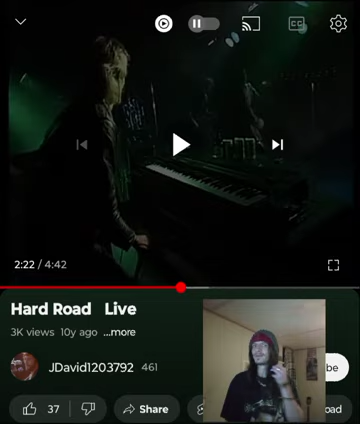 CC
2:22 / 4:42
Hard Road Live
3K views 10y ago ...more
JDavid1203792 461
be
37 Share oad